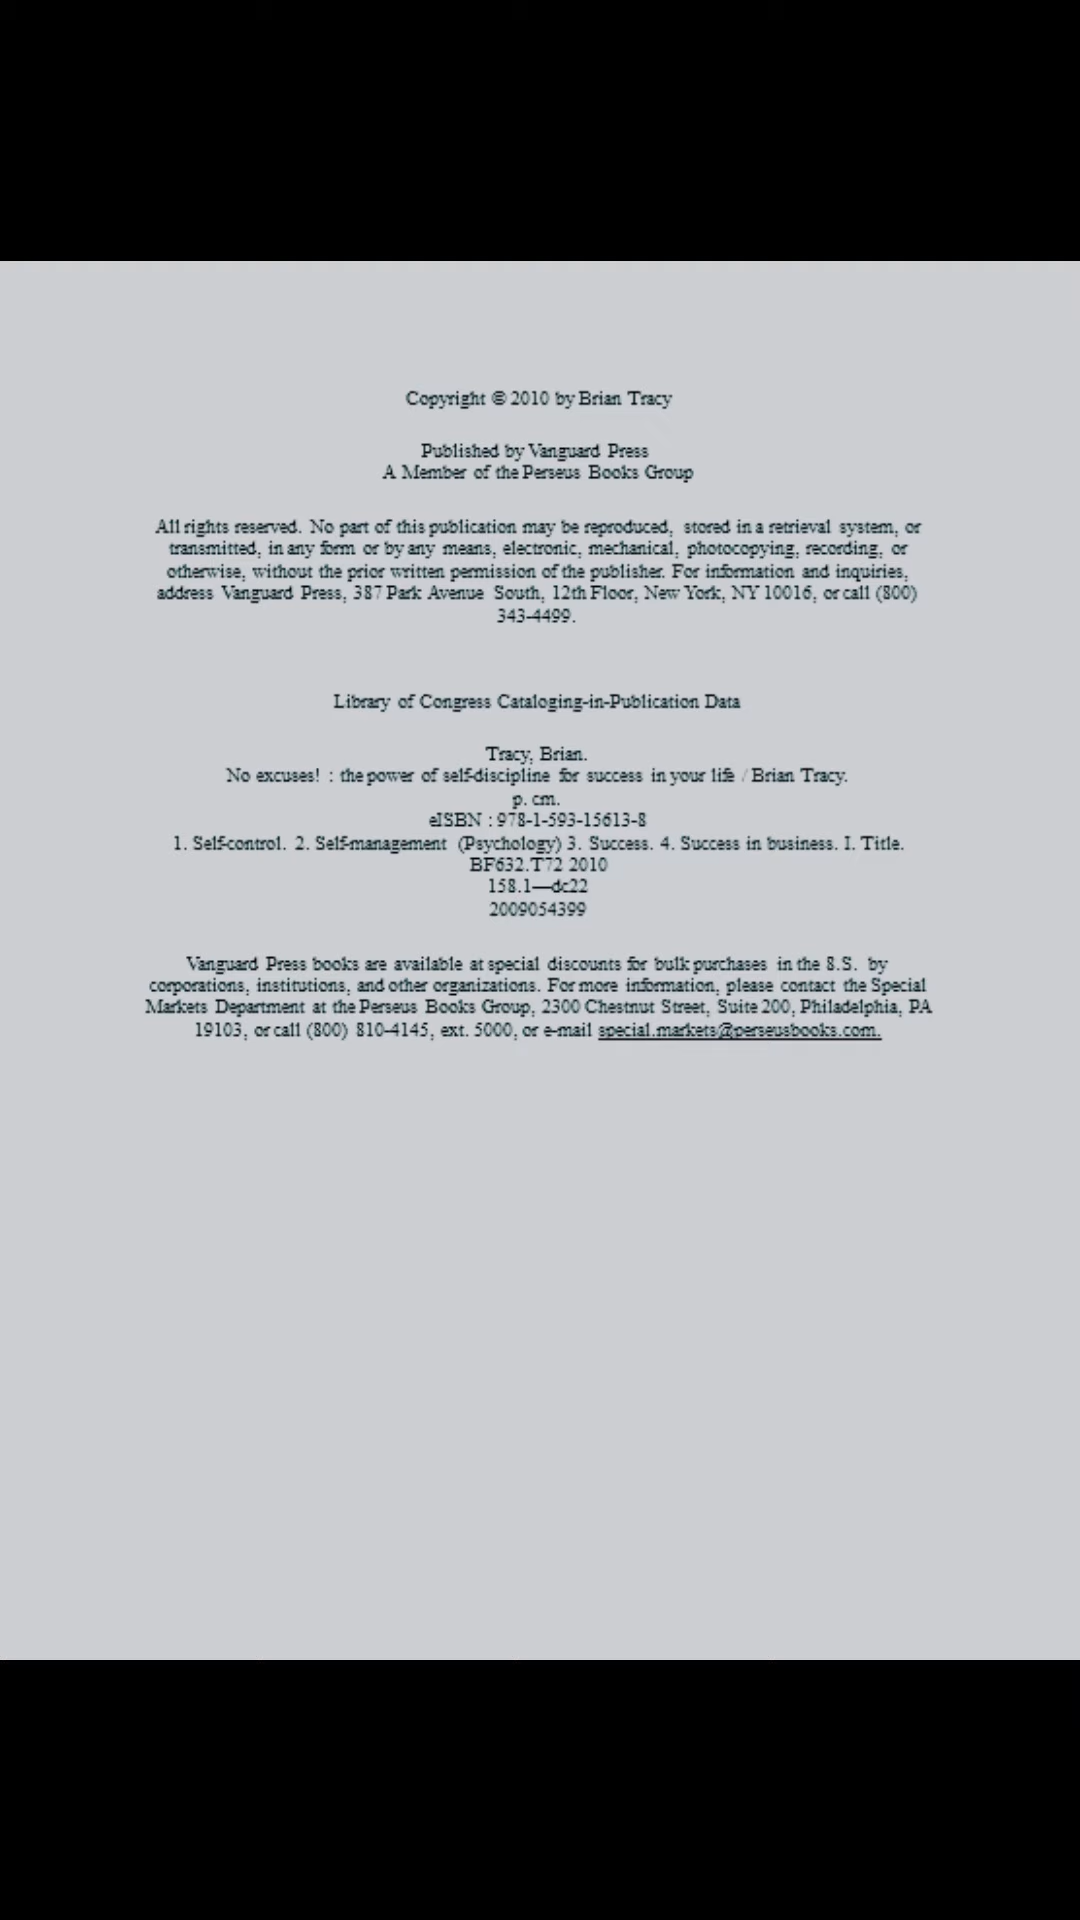 Copyright © 2010 by Brian Tracy
Published by Vanguard Press
A Member of the Perseus Books Group
All rights reserved. No part of this publication may be reproduced, stored in a retrieval system, or
transmitted, in any form or by any means, electronic, mechanical, photocopying, recording, or
otherwise, without the prior written permission of the publisher. For information and inquiries,
address Vanguard Press, 387 Park Avenue South, 12th Floor, New York, NY 10016, or call (800)
343-4499.
Library of Congress Cataloging-in-Publication Data
Tracy, Brian.
No excuses! : the power of self-discipline for success in your life / Brian Tracy.
p. cm.
eISBN : 978-1-593-15613-8
1. Self-control. 2. Self-management (Psychology) 3. Success. 4. Success in business. I. Title.
BF632.T72 2010
158.1—dc22
2009054399
Vanguard Press books are available at special discounts for bulk purchases in the 8.S. by
corporations, institutions, and other organizations. For more information, please contact the Special
Markets Department at the Perseus Books Group, 2300 Chestnut Street, Suite 200, Philadelphia, PA
19103, or call (800) 810-4145, ext. 5000, or e-mail special.markets@perseusbooks.com.